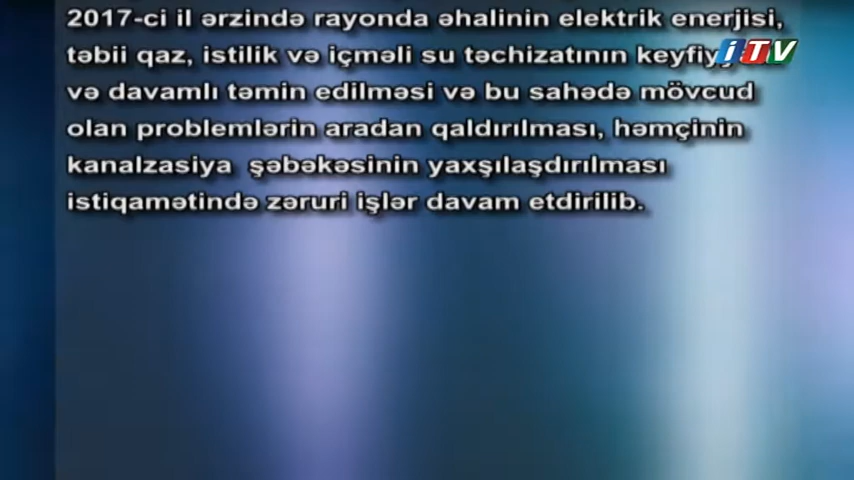 2017-ci il ərzində rayonda əhalinin elektrik enerjisi,
təbii qaz, istilik və içməli su təchizatının
və davamlı təmin edilməsi və bu sahədə mövcud
olan problemlərin aradan qaldırılması, həmçinin
kanalzasiya şəbəkəsinin yaxşılaşdırılması
istiqamətində zəruri işlər davam etdirilib.
iTV